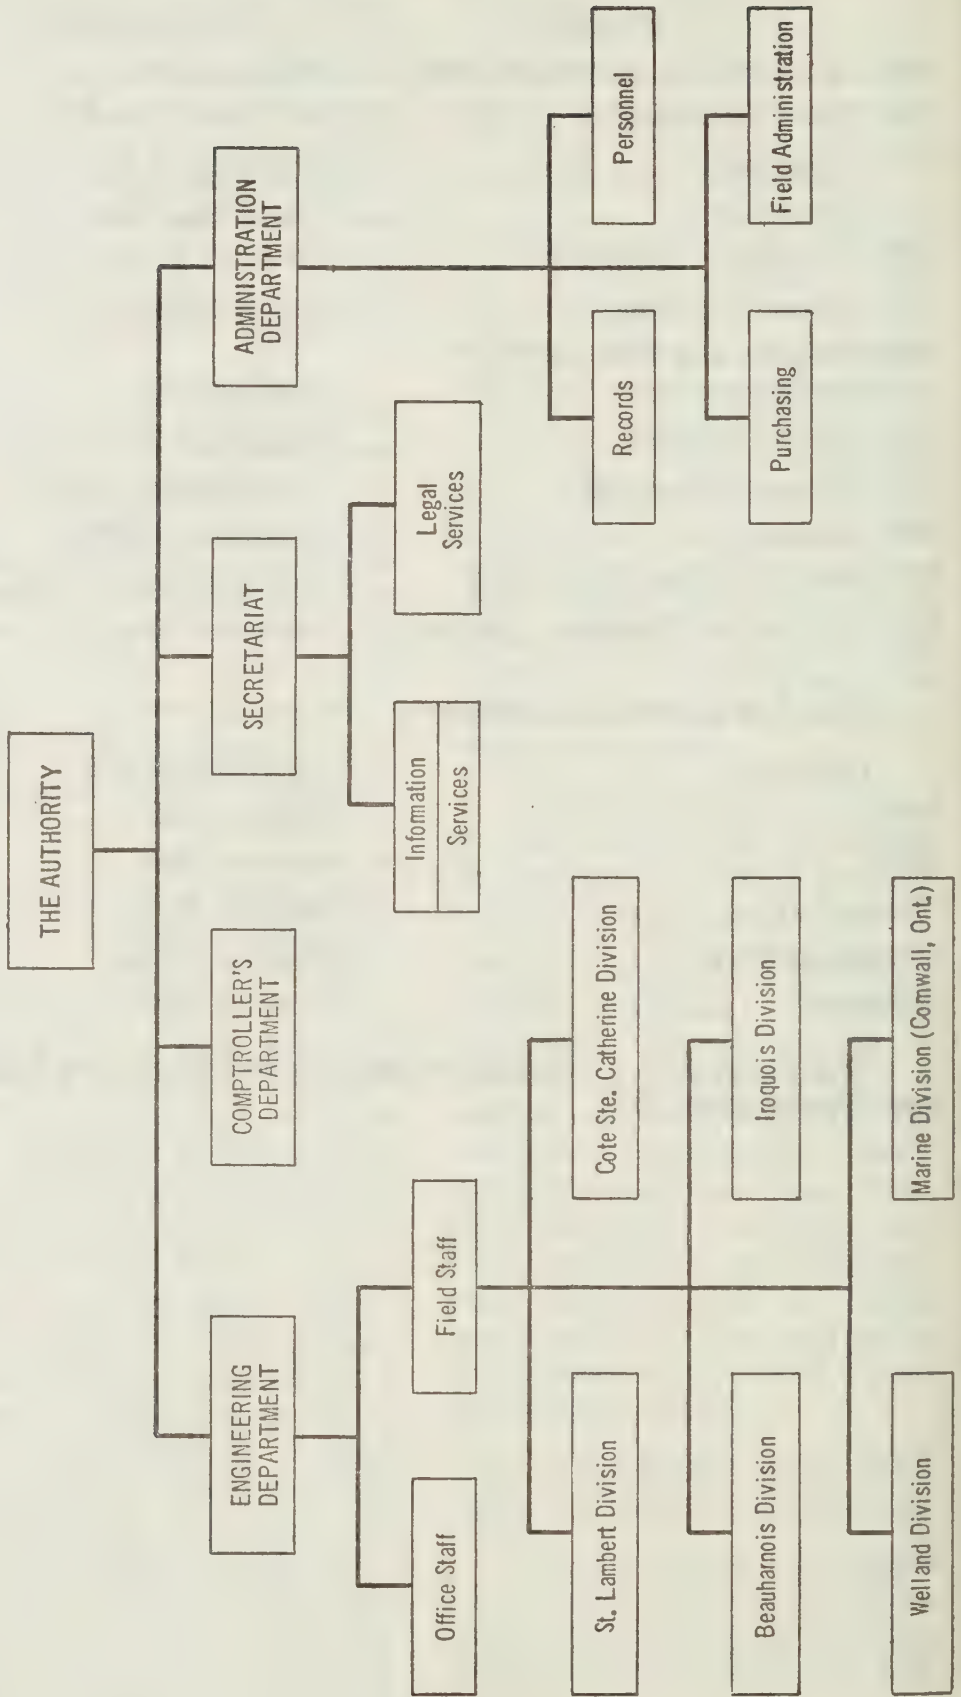 THE AUTHORITY
ENGINEERING
DEPARTMENT
COMPTROLLER'S
DEPARTMENT
SECRETARIAT
ADMINISTRATION
DEPARTMENT
Office Staff
Field Staff
Information
Services
Legal
Services
St. Lambert Division
Cote Ste. Catherine Division
Beauharnois Division
Iroquois Division
Welland Division
Marine Division (Cornwall, Ont.)
Records
Personnel
Purchasing
Field Administration